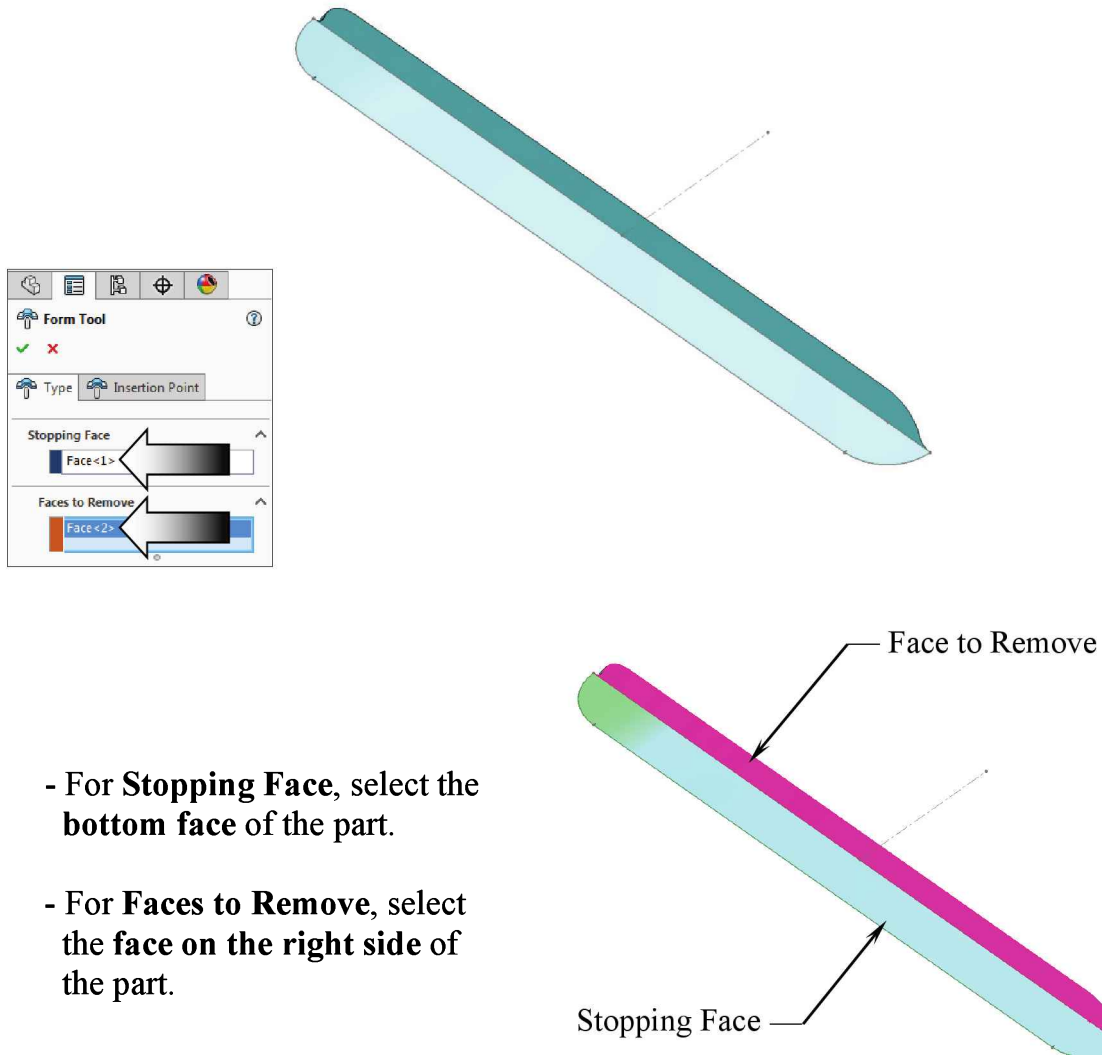 Form Tool
Type
Insertion Point
Stopping Face
Face<1>
Faces to Remove
Face<2>
Face to Remove
- For Stopping Face, select the
bottom face of the part.
- For Faces to Remove, select
the face on the right side of
the part.
Stopping Face